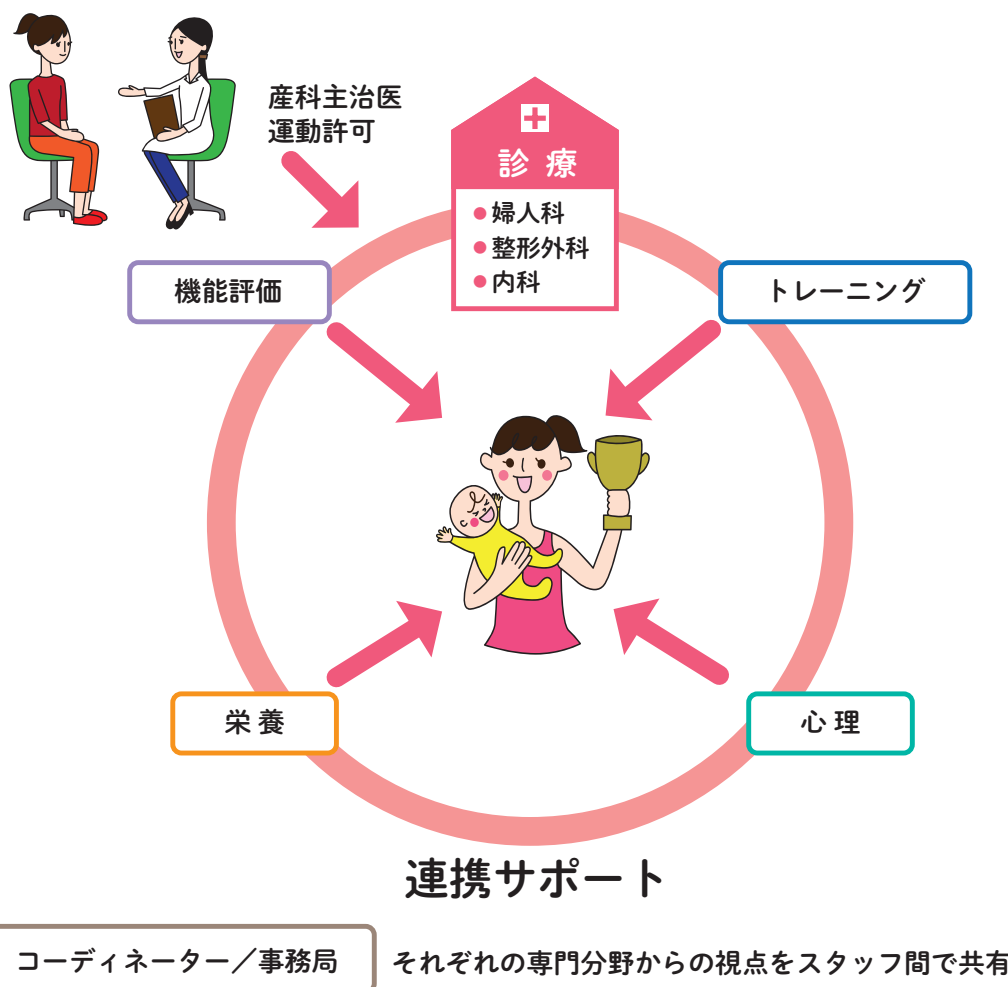 産科主治医
運動許可
診療
●婦人科
●整形外科
●内科
機能評価
トレーニング
栄養
心理
連携サポート
コーディネーター／事務局
それぞれの専門分野からの視点をスタッフ間で共有